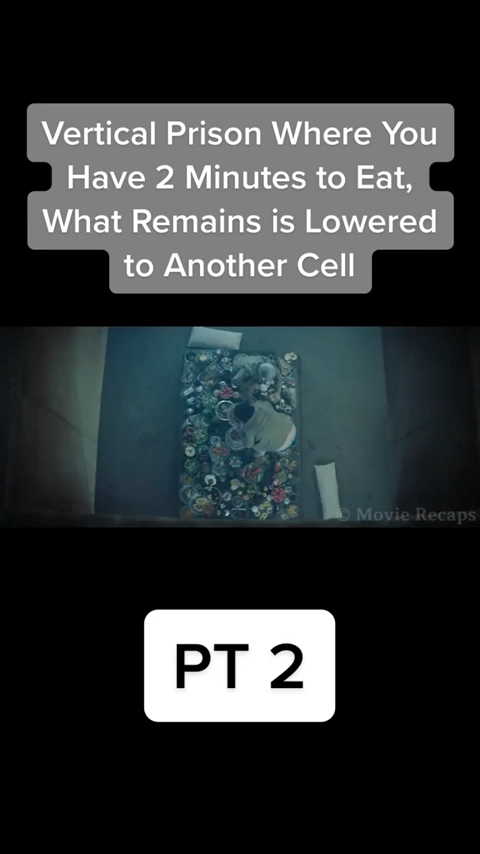 Vertical Prison Where You
Have 2 Minutes to Eat,
What Remains is Lowered
to Another Cell
© Movie Recaps
PT 2